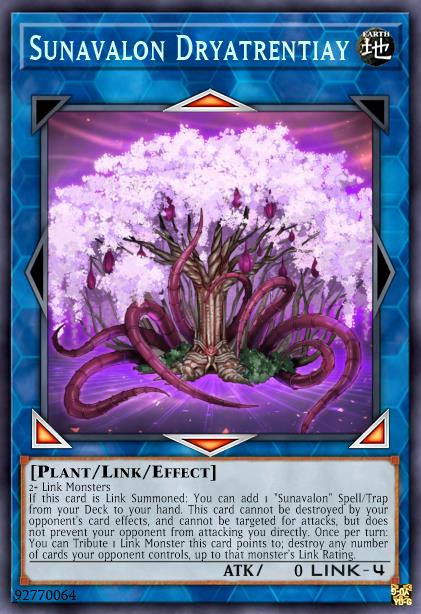 SUNAVALON DRYATRENTIAY
EARTH
地
[PLANT/LINK/EFFECT]
2+ Link Monsters
If this card is Link Summoned: You can add 1 "Sunavalon" Spell/Trap
from your Deck to your hand. This card cannot be destroyed by your
opponent's card effects, and cannot be targeted for attacks, but does
not prevent your opponent from attacking you directly. Once per turn:
You can Tribute 1 Link Monster this card points to; destroy any number
of cards your opponent controls, up to that monster's Link Rating.
ATK/ 0 LINK-4
92770064